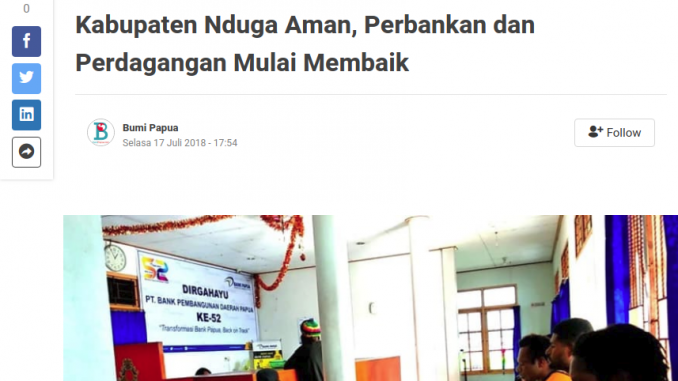 0
Kabupaten Nduga Aman, Perbankan dan
Perdagangan Mulai Membaik
Bumi Papua
Selasa 17 Juli 2018 - 17:54
Follow
52
BANK PAPUA
DIRGAHAYU
PT. BANK PEMBANGUNAN DAERAH PAPUA
KE-52
"Transformasi Bank Papua, Back on Track"